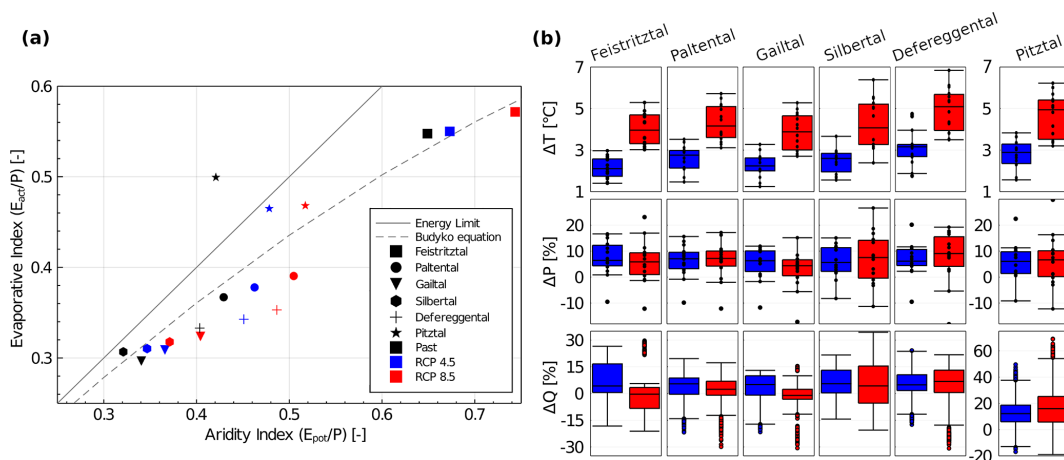 (a)
Evaporative Index (Eact/P) [-]
0.6
0.5
0.4
0.3
0.3
0.4
0.5
0.6
0.7
Aridity Index (Epot/P) [-]
Energy Limit
Budyko equation
Feistritztal
Paltental
Gailtal
Silbertal
Defereggental
Pitztal
Past
RCP 4.5
RCP 8.5
(b)
Feistritztal
Paltental
Gailtal
Silbertal
Defereggental
Pitztal
ΔT [°C]
7
5
3
1
7
5
3
1
ΔP [%]
20
10
0
-10
20
10
0
-10
ΔQ [%]
30
15
0
-15
-30
60
40
20
0
-20